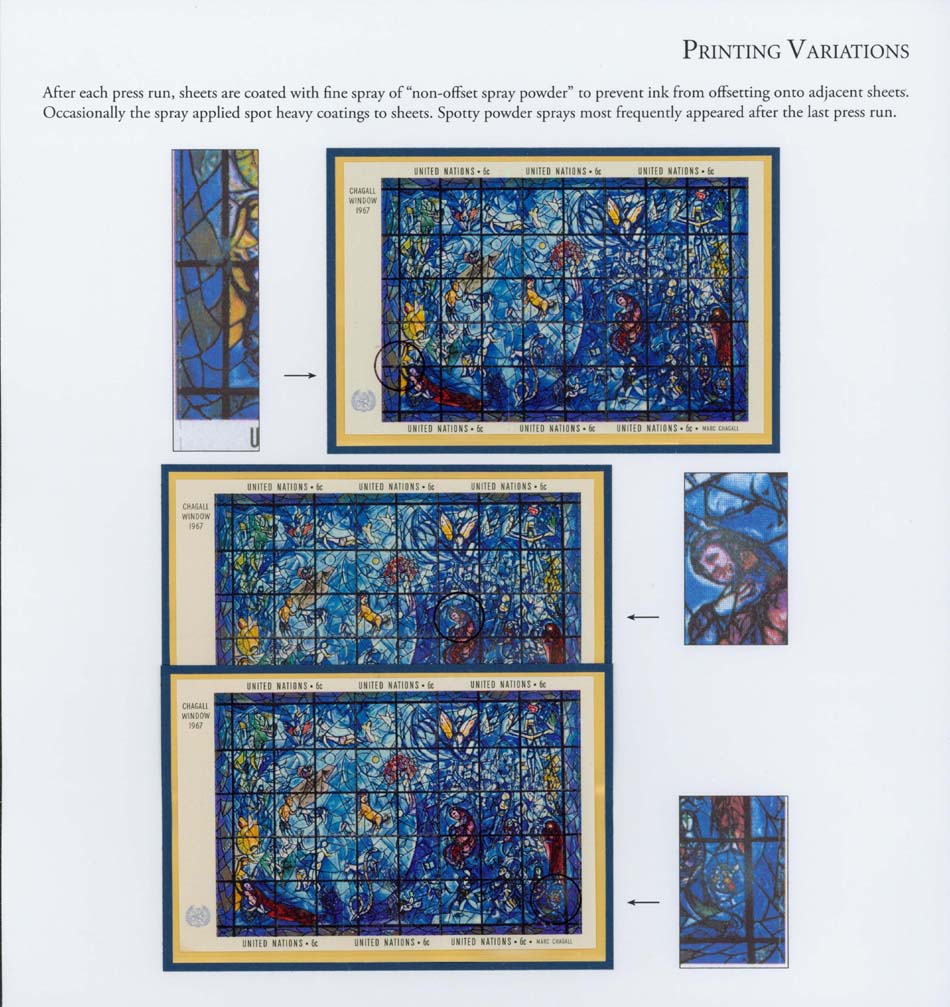 PRINTING VARIATIONS
After each press run, sheets are coated with fine spray of “non-offset spray powder” to prevent ink from offsetting onto adjacent sheets.
Occasionally the spray applied spot heavy coatings to sheets. Spotty powder sprays most frequently appeared after the last press run.
UNITED NATIONS • 6c UNITED NATIONS • 6c UNITED NATIONS • 6c
CHAGALL
WINDOW
1967
U
UNITED NATIONS • 6c UNITED NATIONS • 6c UNITED NATIONS • 6c • MARC CHAGALL
UNITED NATIONS • 6c UNITED NATIONS • 6c UNITED NATIONS • 6c
CHAGALL
WINDOW
1967
UNITED NATIONS • 6c UNITED NATIONS • 6c UNITED NATIONS • 6c
CHAGALL
WINDOW
1967
UNITED NATIONS • 6c UNITED NATIONS • 6c UNITED NATIONS • 6c • MARC CHAGALL